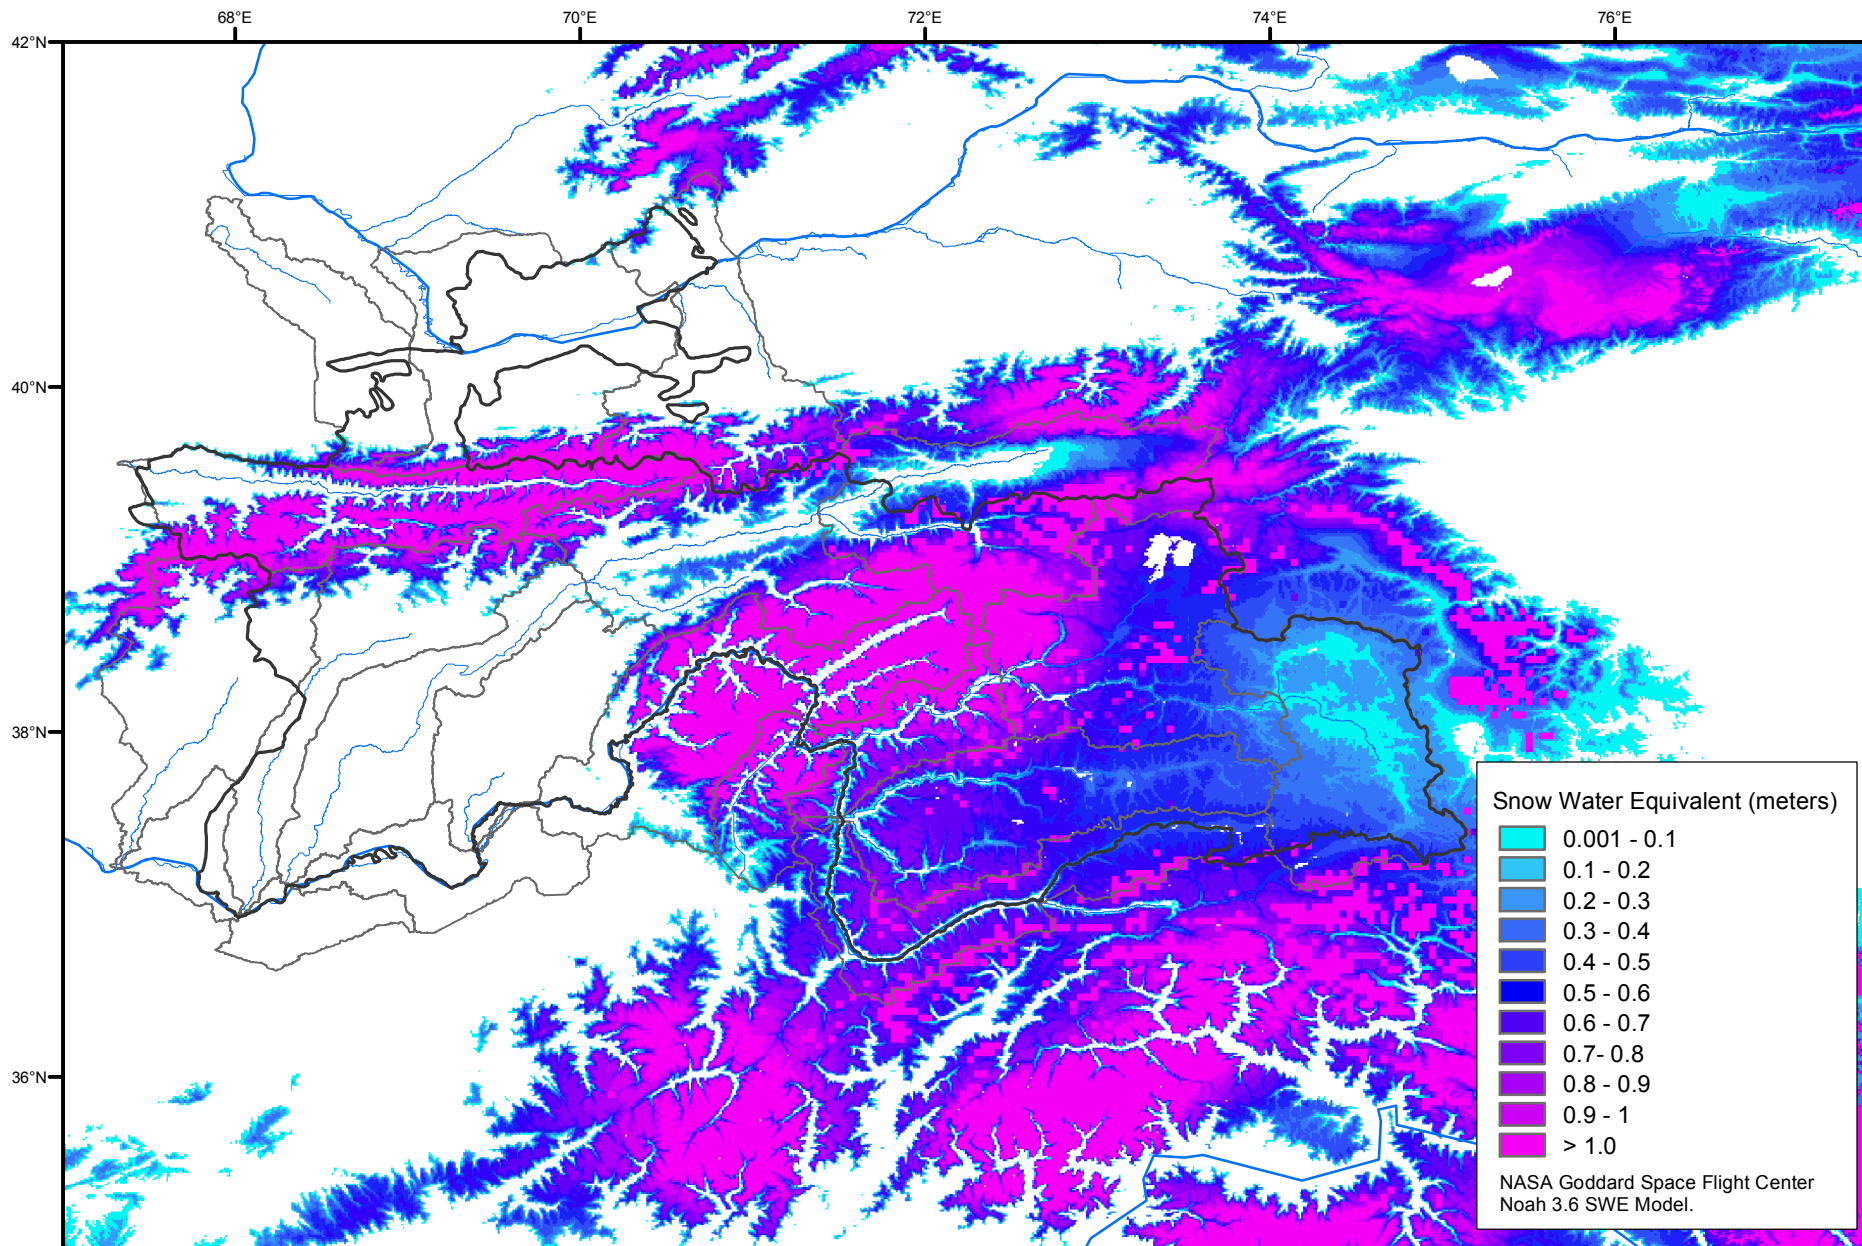 68°E 70°E 72°E 74°E 76°E
42°N
40°N
38°N
36°N
Snow Water Equivalent (meters)
0.001 - 0.1
0.1 - 0.2
0.2 - 0.3
0.3 - 0.4
0.4 - 0.5
0.5 - 0.6
0.6 - 0.7
0.7- 0.8
0.8 - 0.9
0.9 - 1
> 1.0
NASA Goddard Space Flight Center
Noah 3.6 SWE Model.